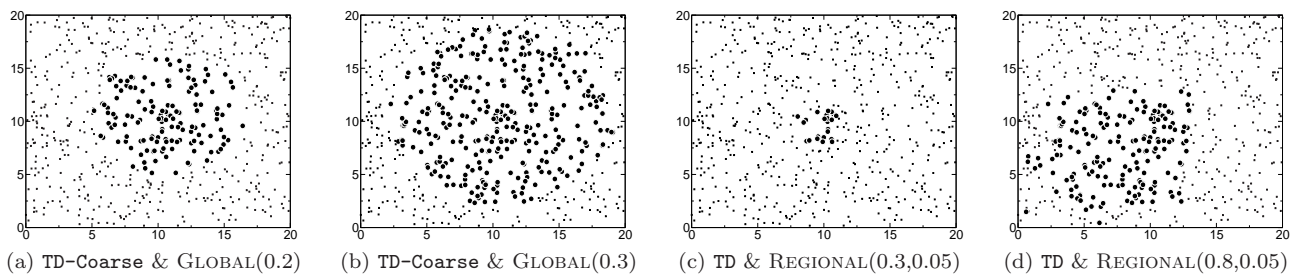 20 20 20 20
15 15 15 15
10 10 10 10
5 5 5 5
0 0 0 0
0 5 10 15 20 0 5 10 15 20 0 5 10 15 20 0 5 10 15 20
(a) TD-Coarse & GLOBAL(0.2) (b) TD-Coarse & GLOBAL(0.3) (c) TD & REGIONAL(0.3,0.05) (d) TD & REGIONAL(0.8,0.05)